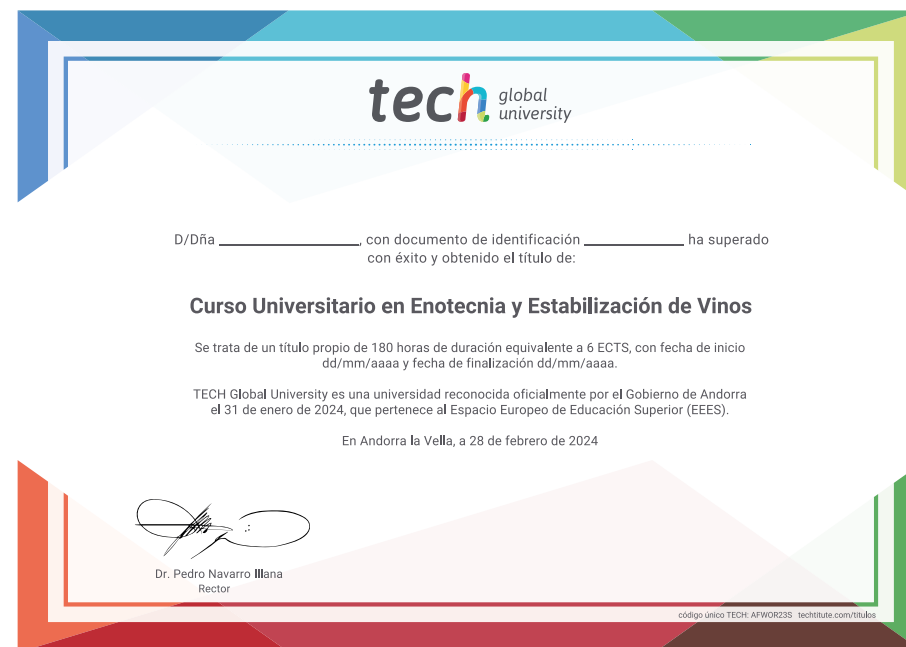 tech global university
D/Dña ____________________, con documento de identificación ______________ ha superado
con éxito y obtenido el título de:
Curso Universitario en Enotecnia y Estabilización de Vinos
Se trata de un título propio de 180 horas de duración equivalente a 6 ECTS, con fecha de inicio
dd/mm/aaaa y fecha de finalización dd/mm/aaaa.
TECH Global University es una universidad reconocida oficialmente por el Gobierno de Andorra
el 31 de enero de 2024, que pertenece al Espacio Europeo de Educación Superior (EEES).
En Andorra la Vella, a 28 de febrero de 2024
Dr. Pedro Navarro Illana
Rector
código único TECH: AFWOR23S techtitute.com/titulos